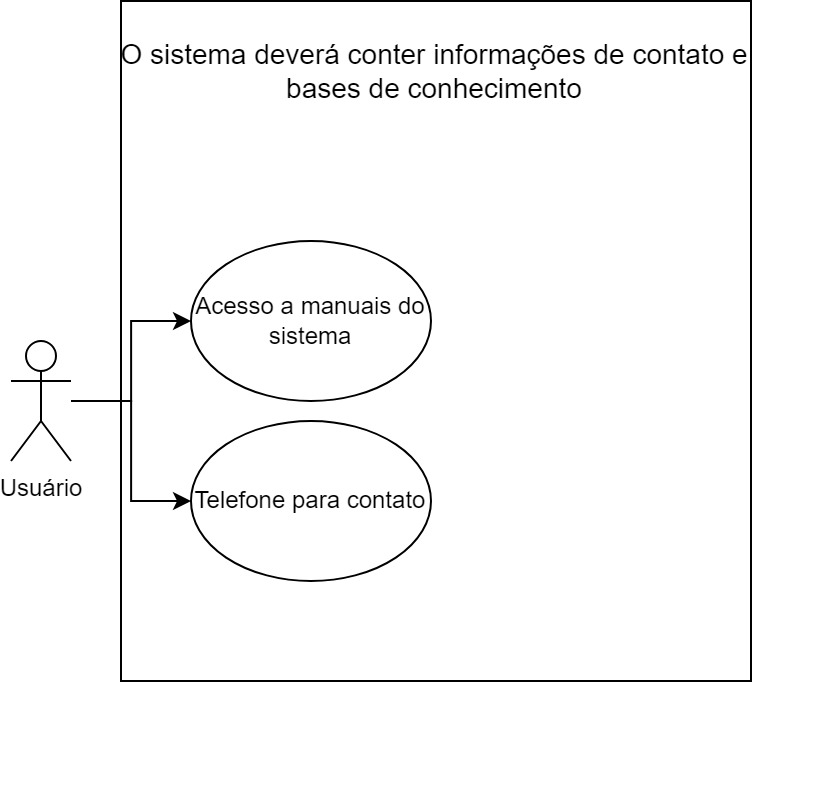 O sistema deverá conter informações de contato e
bases de conhecimento
Acesso a manuais do
sistema
Usuário
Telefone para contato